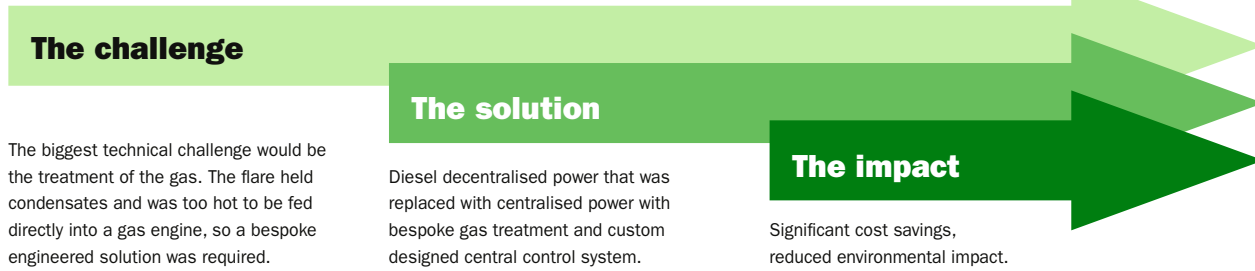 The challenge
The biggest technical challenge would be
the treatment of the gas. The flare held
condensates and was too hot to be fed
directly into a gas engine, so a bespoke
engineered solution was required.
The solution
Diesel decentralised power that was
replaced with centralised power with
bespoke gas treatment and custom
designed central control system.
The impact
Significant cost savings,
reduced environmental impact.